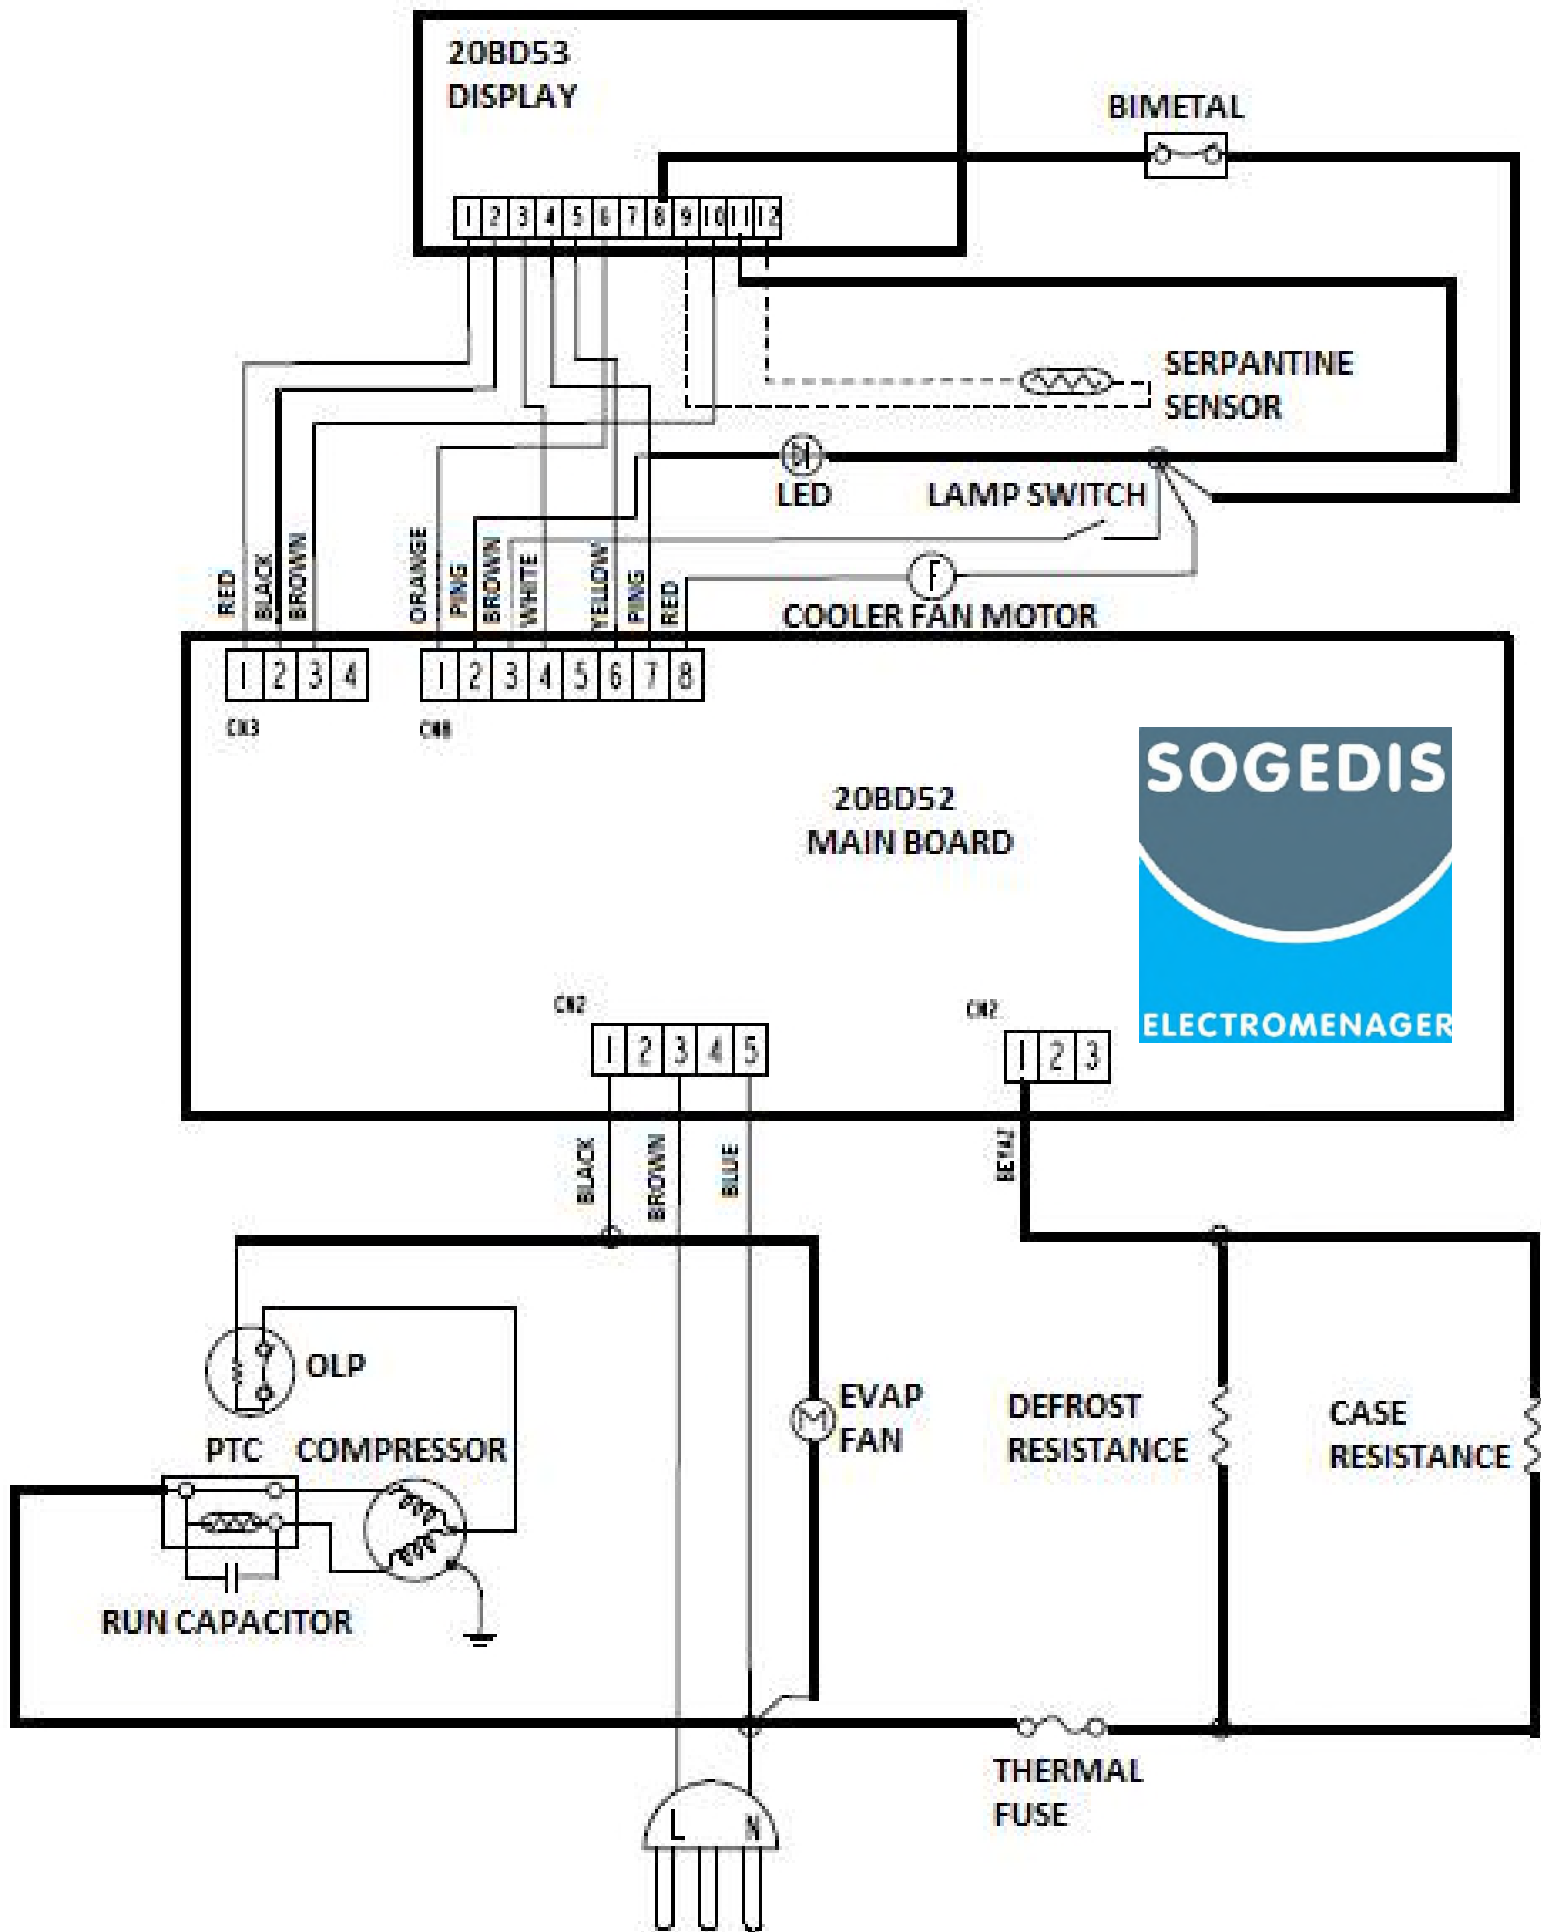 20BD53
DISPLAY
BIMETAL
1 2 3 4 5 6 7 8 9 10 11 12
SERPANTINE
SENSOR
LED
LAMP SWITCH
COOLER FAN MOTOR
RED
BLACK
BROWN
ORANGE
PING
BROWN
WHITE
YELLOW
PING
RED
1 2 3 4
1 2 3 4 5 6 7 8
20BD52
MAIN BOARD
SOGEDIS
ELECTROMENAGER
CN2
1 2 3 4 5
1 2 3
BLACK
BROWN
BLUE
BEYAZ
OLP
PTC COMPRESSOR
RUN CAPACITOR
EVAP
FAN
F
M
DEFROST
RESISTANCE
CASE
RESISTANCE
THERMAL
FUSE
L N